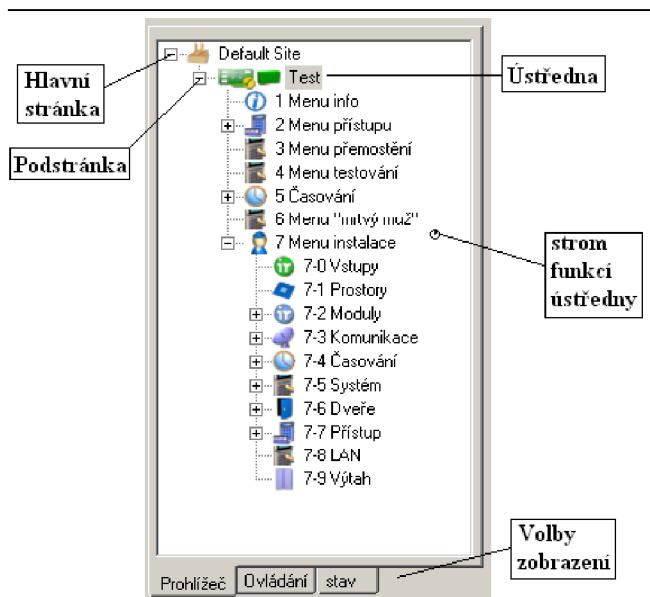 Default Site
Hlavní
stránka
Test
Ústředna
Podstránka
1 Menu info
2 Menu přístupu
3 Menu přemostění
4 Menu testování
5 Časování
6 Menu "mrtvý muž"
7 Menu instalace
strom
funkcí
ústředny
7-0 Vstupy
7-1 Prostory
7-2 Moduly
7-3 Komunikace
7-4 Časování
7-5 Systém
7-6 Dveře
7-7 Přístup
7-8 LAN
7-9 Výtah
Volby
zobrazení
Prohlížeč Ovládání stav